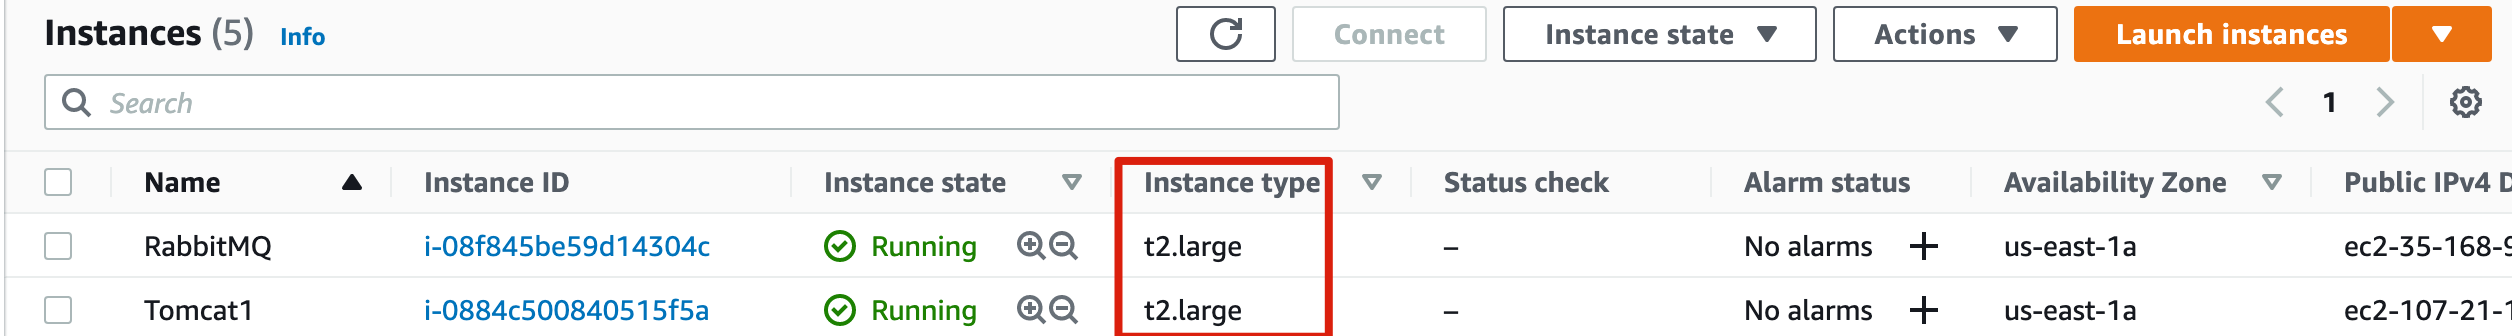 Instances (5) Info Connect Instance state Actions Launch instances
Search 1
Name Instance ID Instance state Instance type Status check Alarm status Availability Zone Public IPv4 D
RabbitMQ i-08f845be59d14304c Running t2.large – No alarms + us-east-1a ec2-35-168-9
Tomcat1 i-0884c500840515f5a Running t2.large – No alarms + us-east-1a ec2-107-21-1